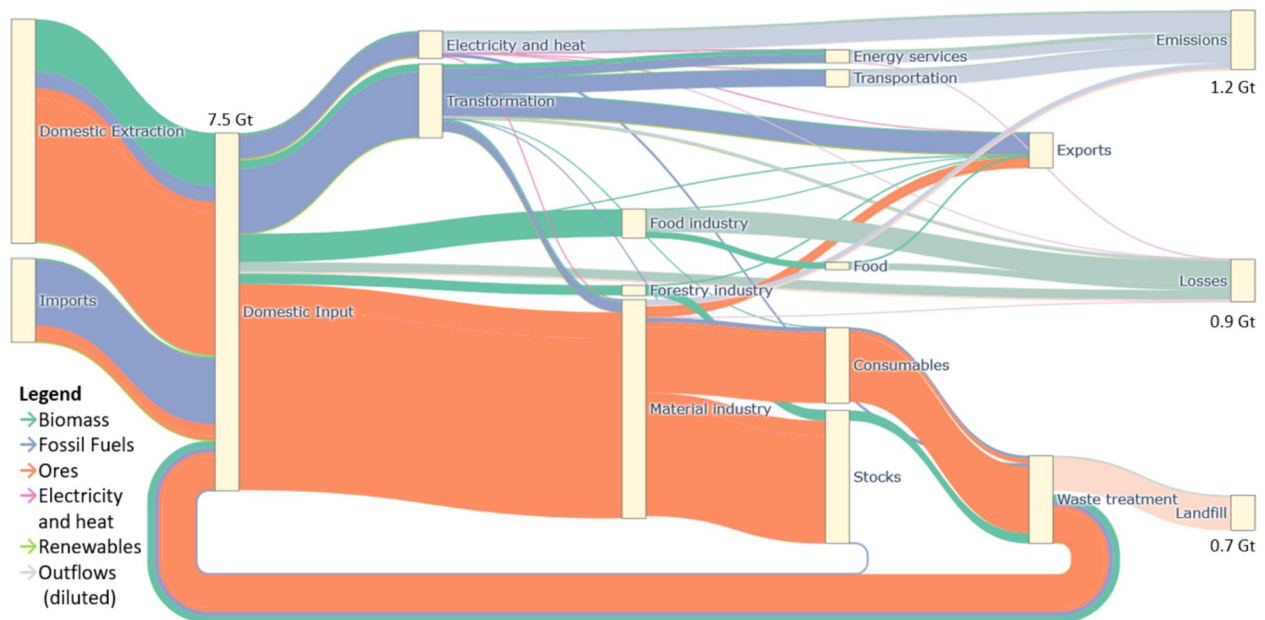 Electricity and heat
Emissions
Energy services
Transportation
1.2 Gt
Transformation
7.5 Gt
Domestic Extraction
Exports
Food industry
Food
Losses
Forestry industry
0.9 Gt
Imports
Domestic Input
Consumables
Material industry
Stocks
Waste treatment
Landfill
0.7 Gt
Legend
Biomass
Fossil Fuels
Ores
Electricity
and heat
Renewables
Outflows
(diluted)